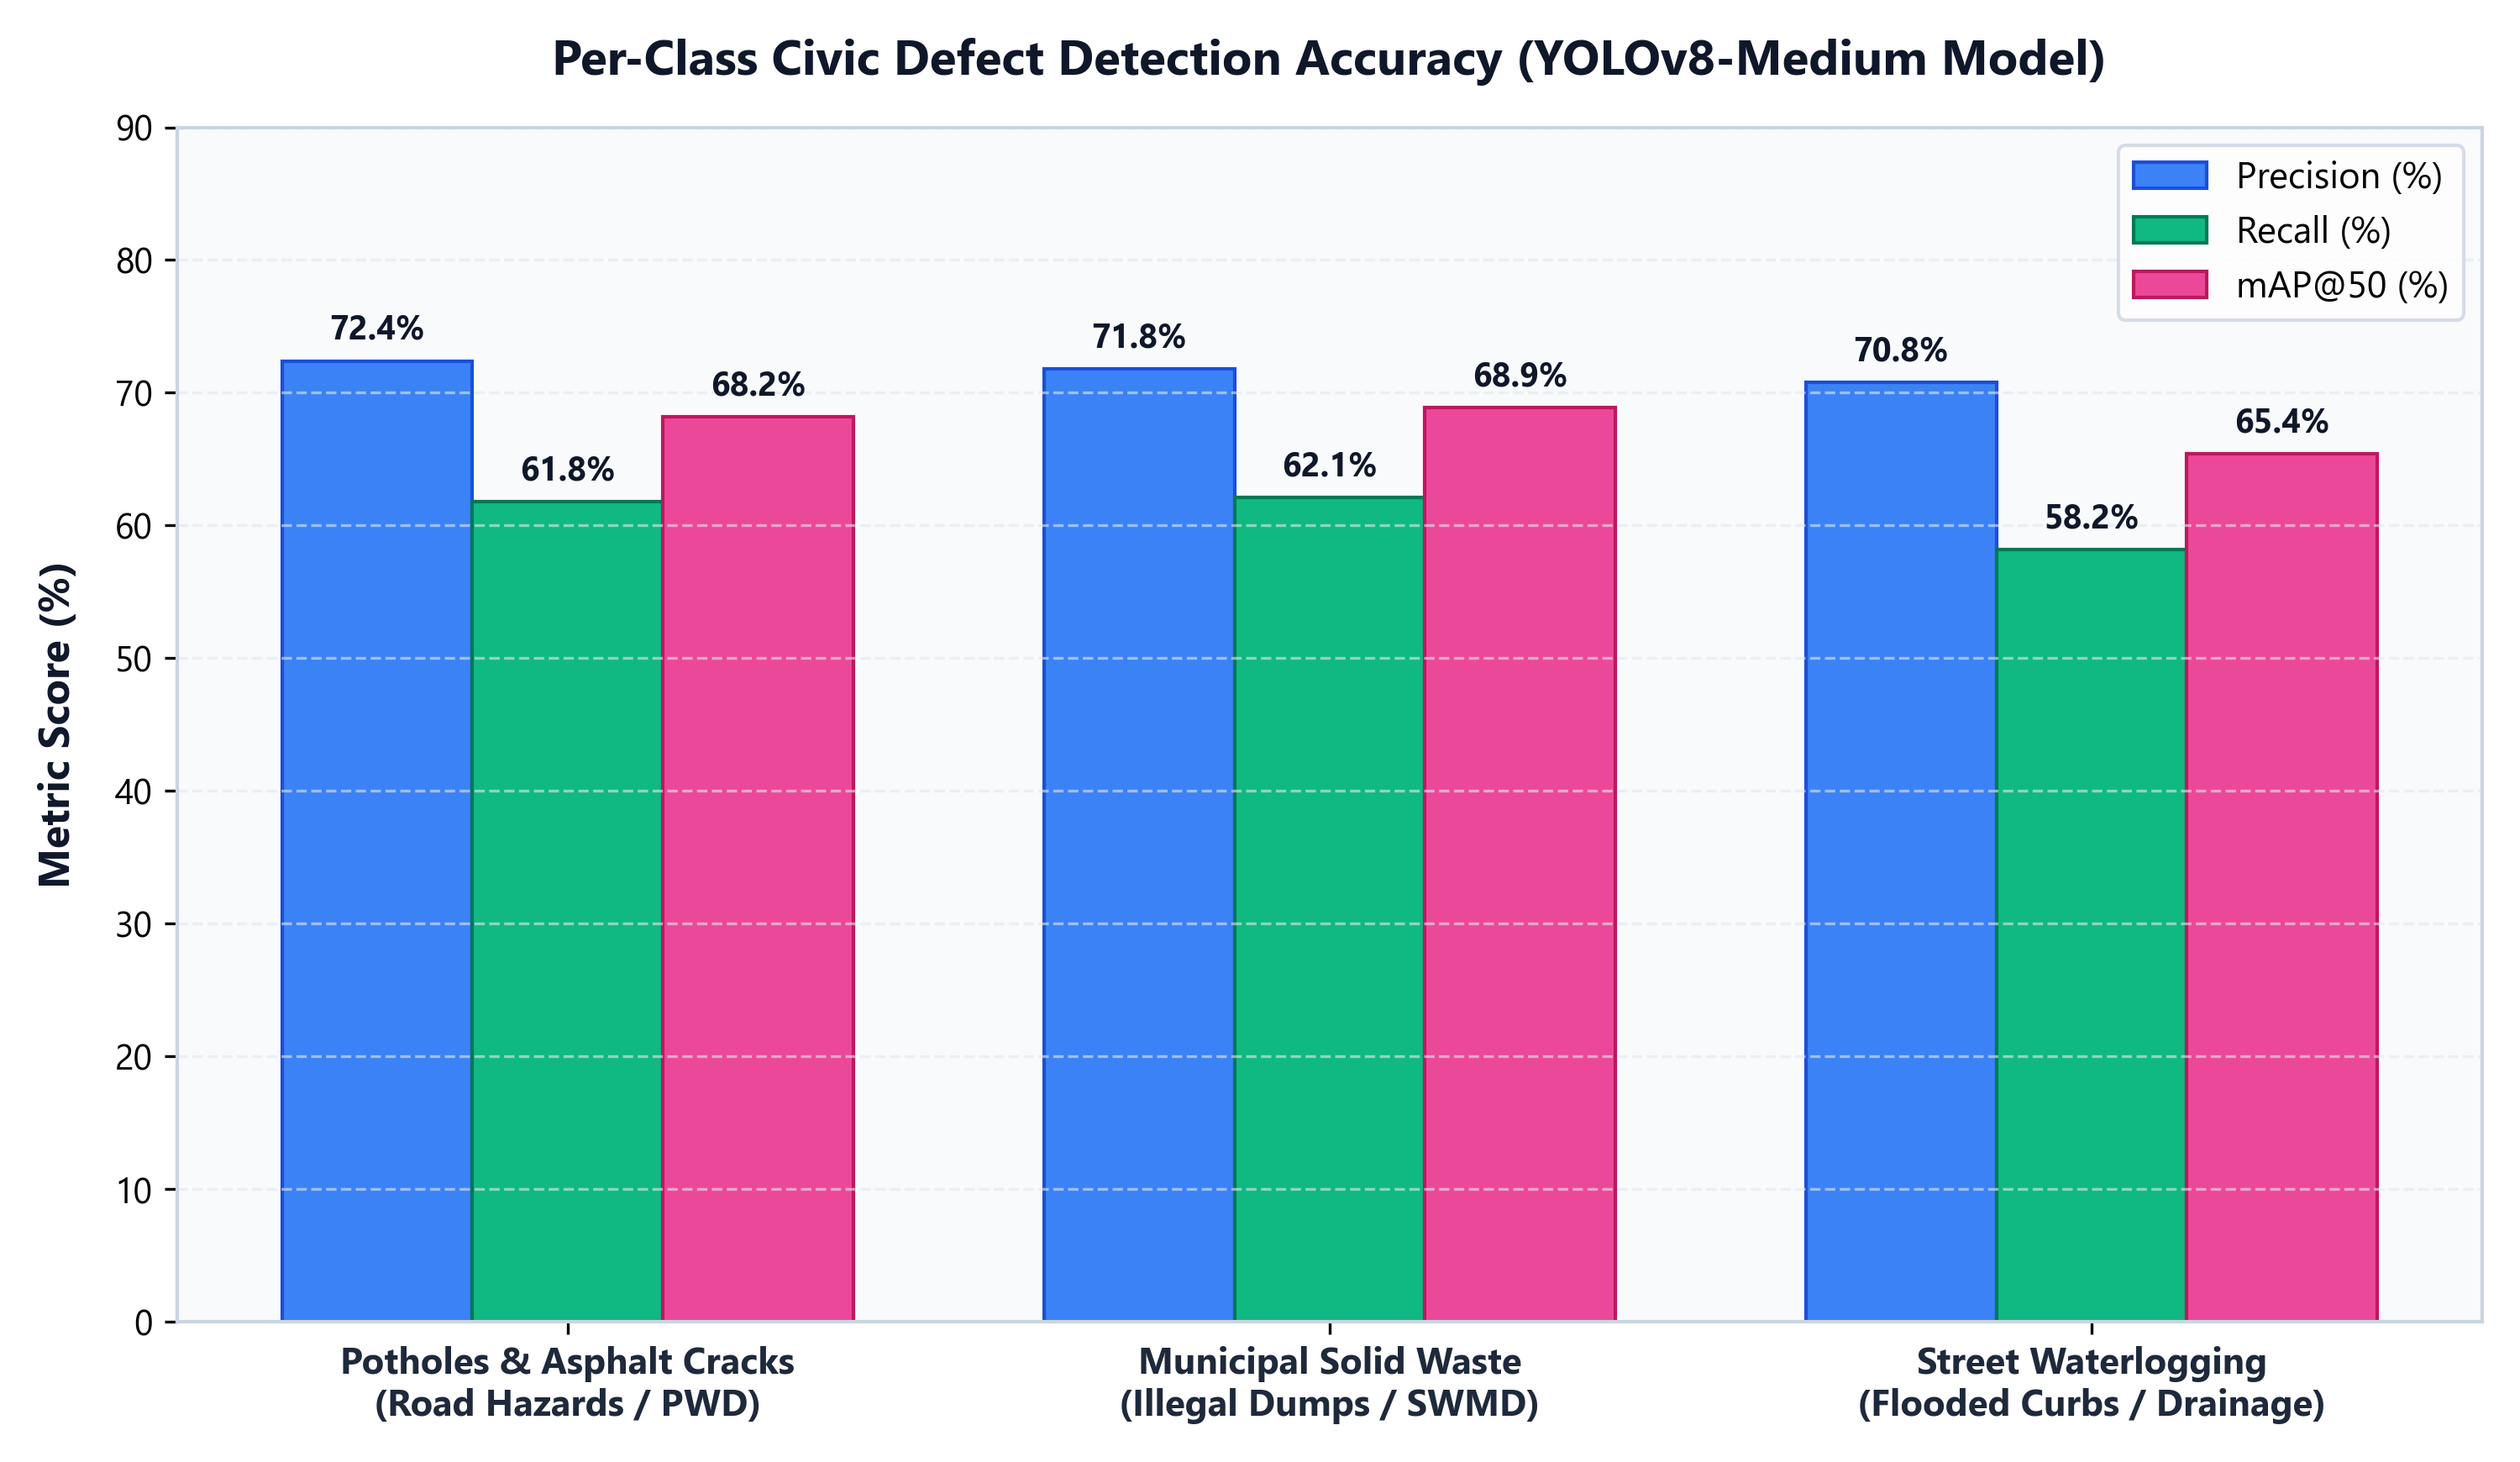 Per-Class Civic Defect Detection Accuracy (YOLOv8-Medium Model)
Precision (%)
Recall (%)
mAP@50 (%)
Metric Score (%)
90
80
70
60
50
40
30
20
10
0
72.4%
61.8%
68.2%
71.8%
62.1%
68.9%
70.8%
58.2%
65.4%
Potholes & Asphalt Cracks
(Road Hazards / PWD)
Municipal Solid Waste
(Illegal Dumps / SWMD)
Street Waterlogging
(Flooded Curbs / Drainage)